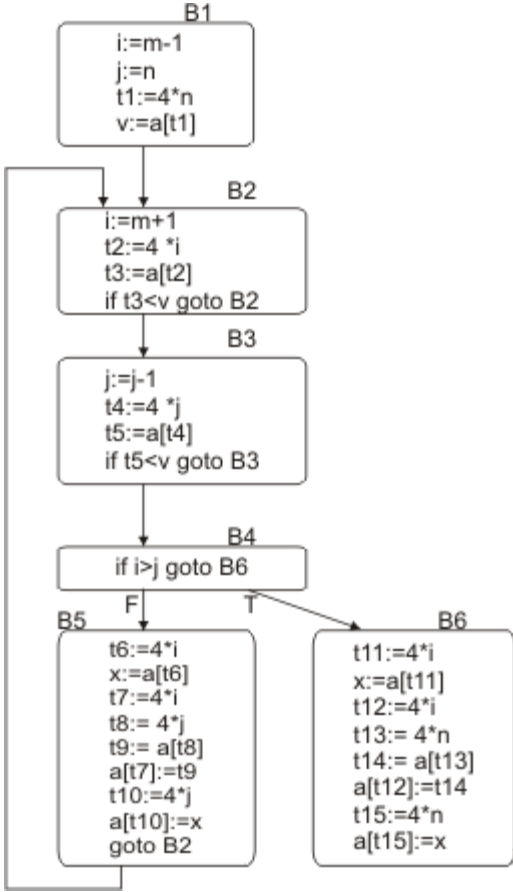 B1
i:=m-1
j:=n
t1:=4*n
v:=a[t1]
B2
i:=m+1
t2:=4 *i
t3:=a[t2]
if t3<v goto B2
B3
j:=j-1
t4:=4 *j
t5:=a[t4]
if t5<v goto B3
B4
if i>j goto B6
F
T
B5
t6:=4*i
x:=a[t6]
t7:=4*i
t8:= 4*j
t9:= a[t8]
a[t7]:=t9
t10:=4*j
a[t10]:=x
goto B2
B6
t11:=4*i
x:=a[t11]
t12:=4*i
t13:= 4*n
t14:= a[t13]
a[t12]:=t14
t15:=4*n
a[t15]:=x